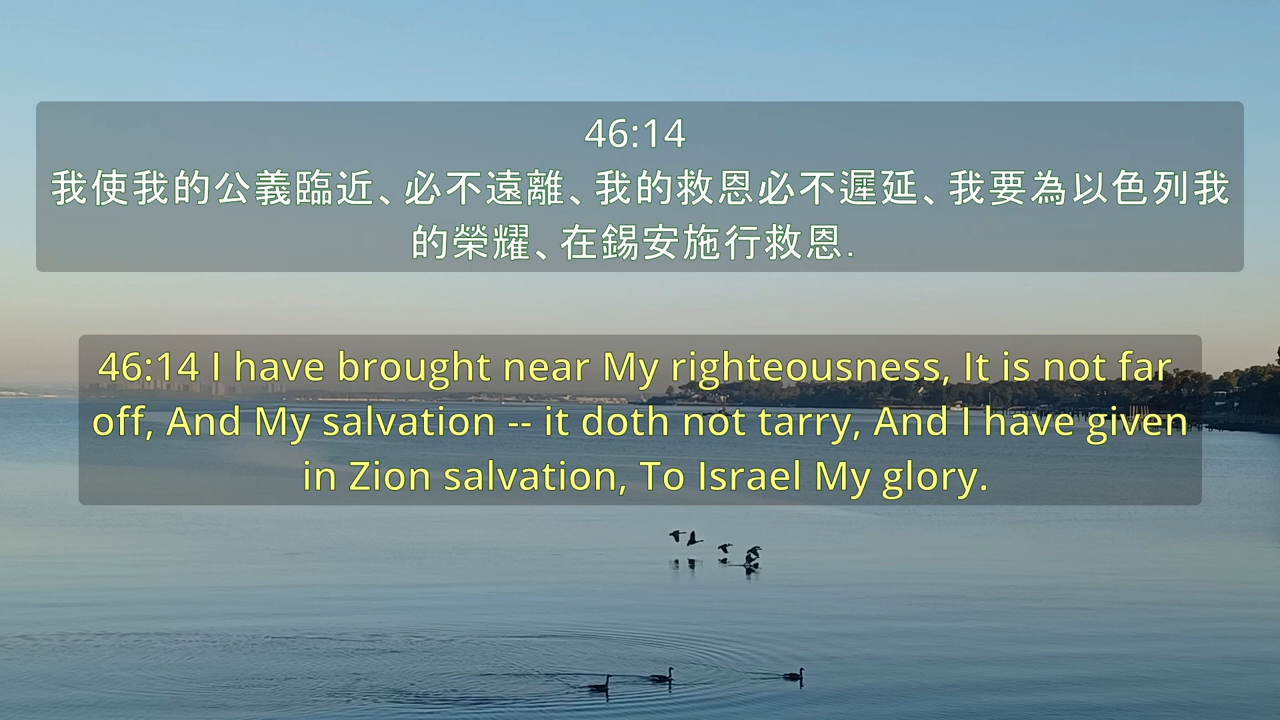 46:14
我使我的公義臨近、必不遠離、我的救恩必不遲延、我要為以色列我
的榮耀、在錫安施行救恩.
46:14 I have brought near My righteousness, It is not far
off, And My salvation -- it doth not tarry, And I have given
in Zion salvation, To Israel My glory.